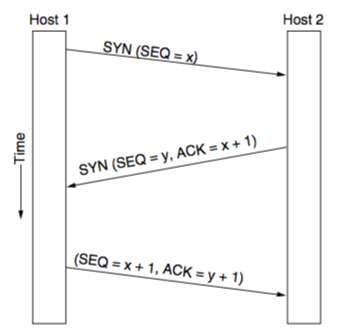 Host 1
Host 2
SYN (SEQ = x)
Time
SYN (SEQ = y, ACK = x + 1)
(SEQ = x + 1, ACK = y + 1)